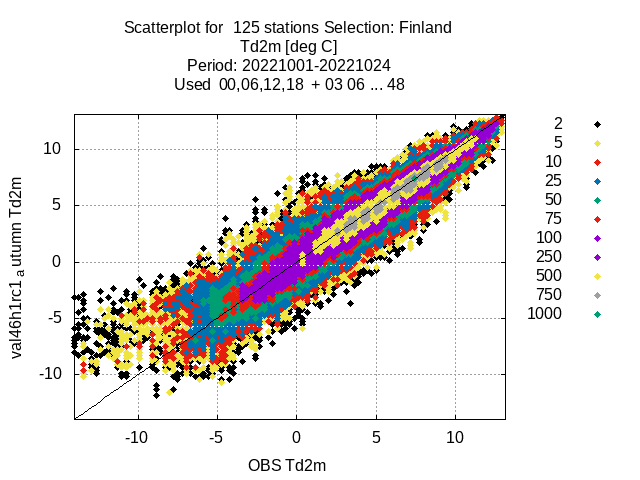 Scatterplot for 125 stations Selection: Finland
Td2m [deg C]
Period: 20221001-20221024
Used 00,06,12,18 + 03 06 ... 48
val46h1rc1_autumn Td2m
10
5
0
-5
-10
-10 -5 0 5 10
OBS Td2m
2
5
10
25
50
75
100
250
500
750
1000